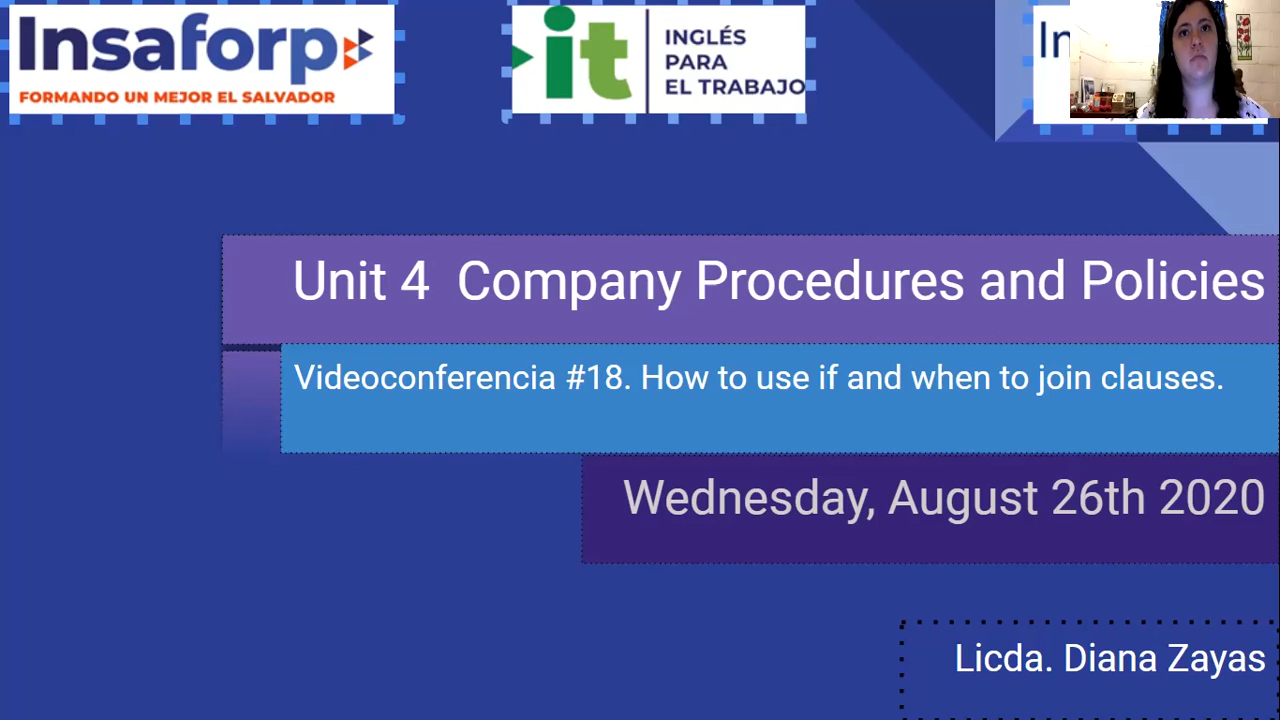 Insaforp
FORMANDO UN MEJOR EL SALVADOR
it
INGLÉS
PARA
EL TRABAJO
In
Unit 4 Company Procedures and Policies
Videoconferencia #18. How to use if and when to join clauses.
Wednesday, August 26th 2020
Licda. Diana Zayas